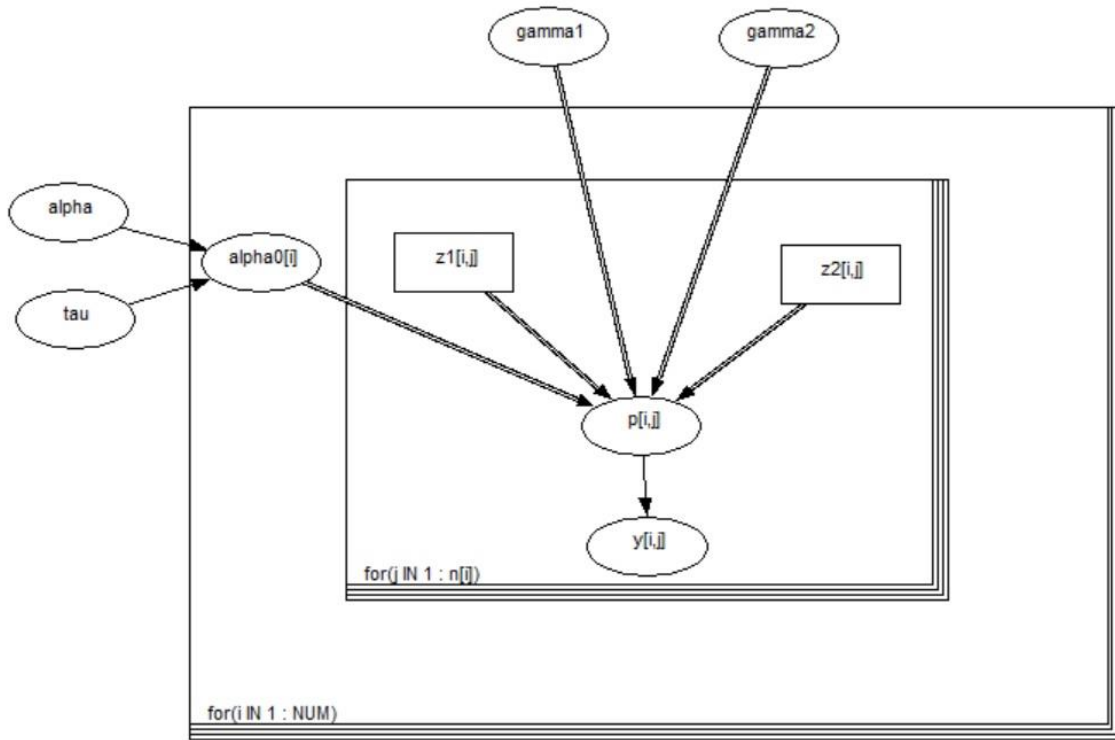 gamma1
gamma2
alpha
alpha0[i]
z1[i,j]
z2[i,j]
tau
p[i,j]
y[i,j]
for(j IN 1 : n[i])
for(i IN 1 : NUM)